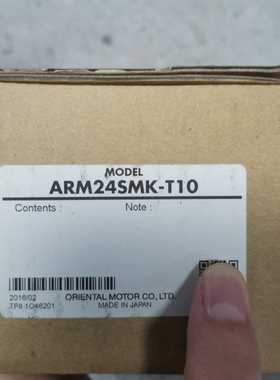 MODEL
ARM24SMK-T10
Contents :
Note :
2016/02
ORIENTAL MOTOR CO., LTD.
MADE IN JAPAN